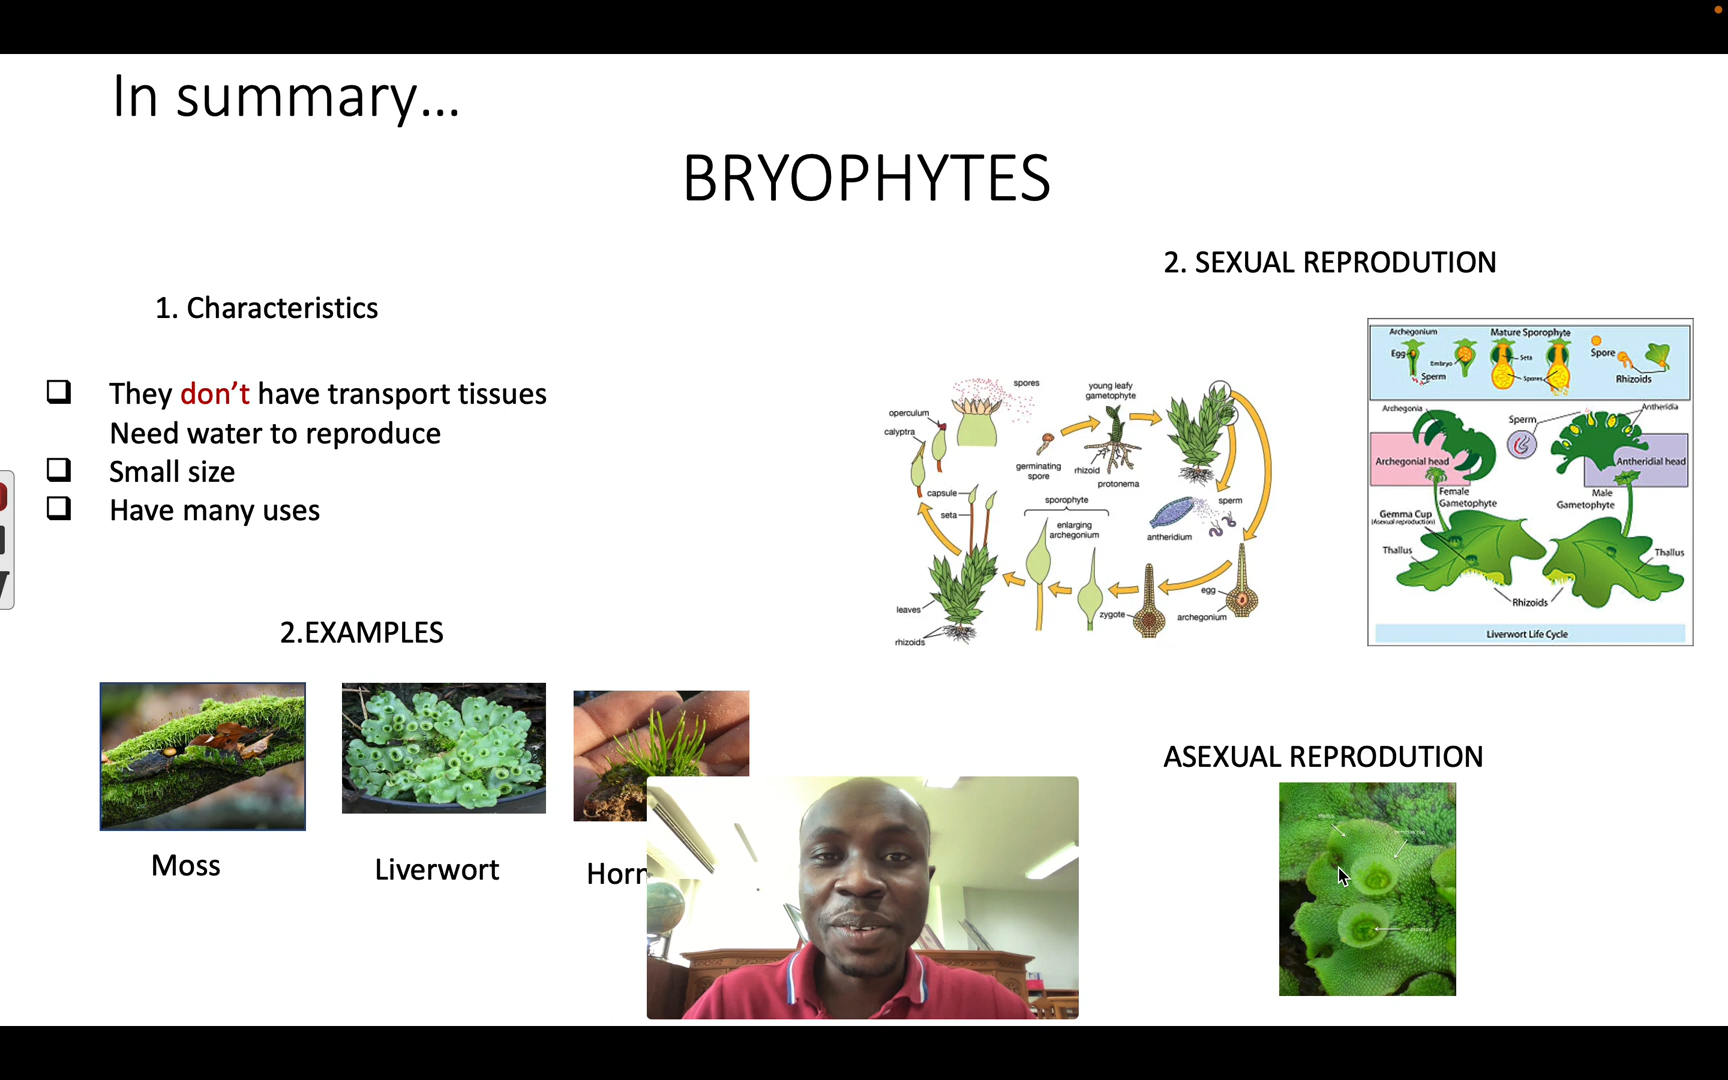 In summary...
BRYOPHYTES
1. Characteristics
❑ They don't have transport tissues
Need water to reproduce
❑ Small size
❑ Have many uses
2.EXAMPLES
Moss
Liverwort
Horn
2. SEXUAL REPRODUTION
spores
operculum
calyptra
young leafy
gametophyte
germinating
spore
rhizoid
protonema
capsule
seta
sporophyte
enlarging
archegonium
sperm
antheridium
egg
archegonium
zygote
leaves
rhizoids
Archegonium
Mature Sporophyte
Egg
Embryo
Seta
Spore
Sperm
Spores
Rhizoids
Archegonia
Sperm
Antheridia
Archegonial head
Antheridial head
Female
Gametophyte
Male
Gametophyte
Gemma Cup
(Asexual reproduction)
Thallus
Thallus
Rhizoids
Liverwort Life Cycle
ASEXUAL REPRODUTION